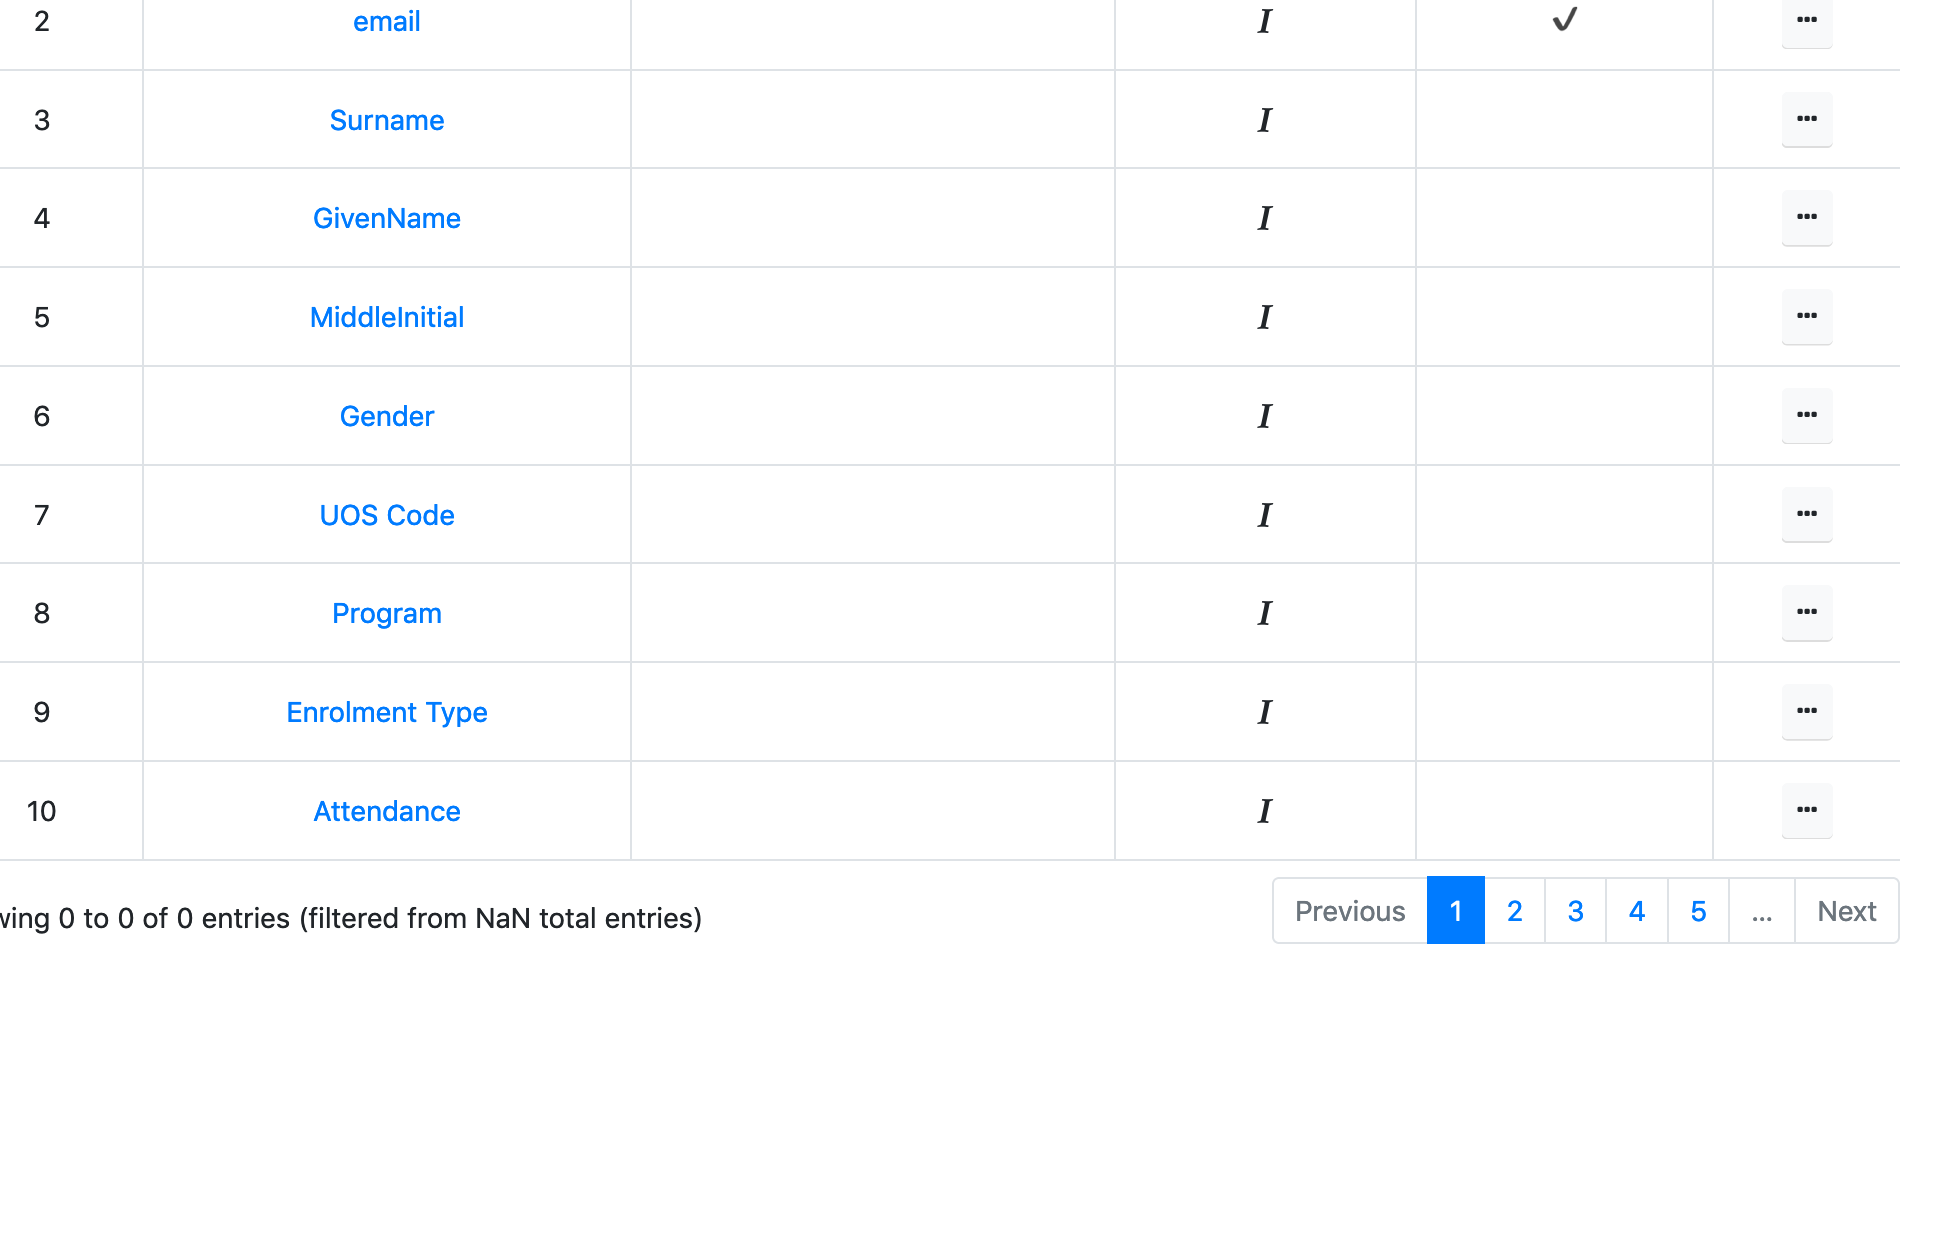 2 email I ✓ •••
3 Surname I •••
4 GivenName I •••
5 MiddleInitial I •••
6 Gender I •••
7 UOS Code I •••
8 Program I •••
9 Enrolment Type I •••
10 Attendance I •••
wing 0 to 0 of 0 entries (filtered from NaN total entries)
Previous 1 2 3 4 5 ... Next